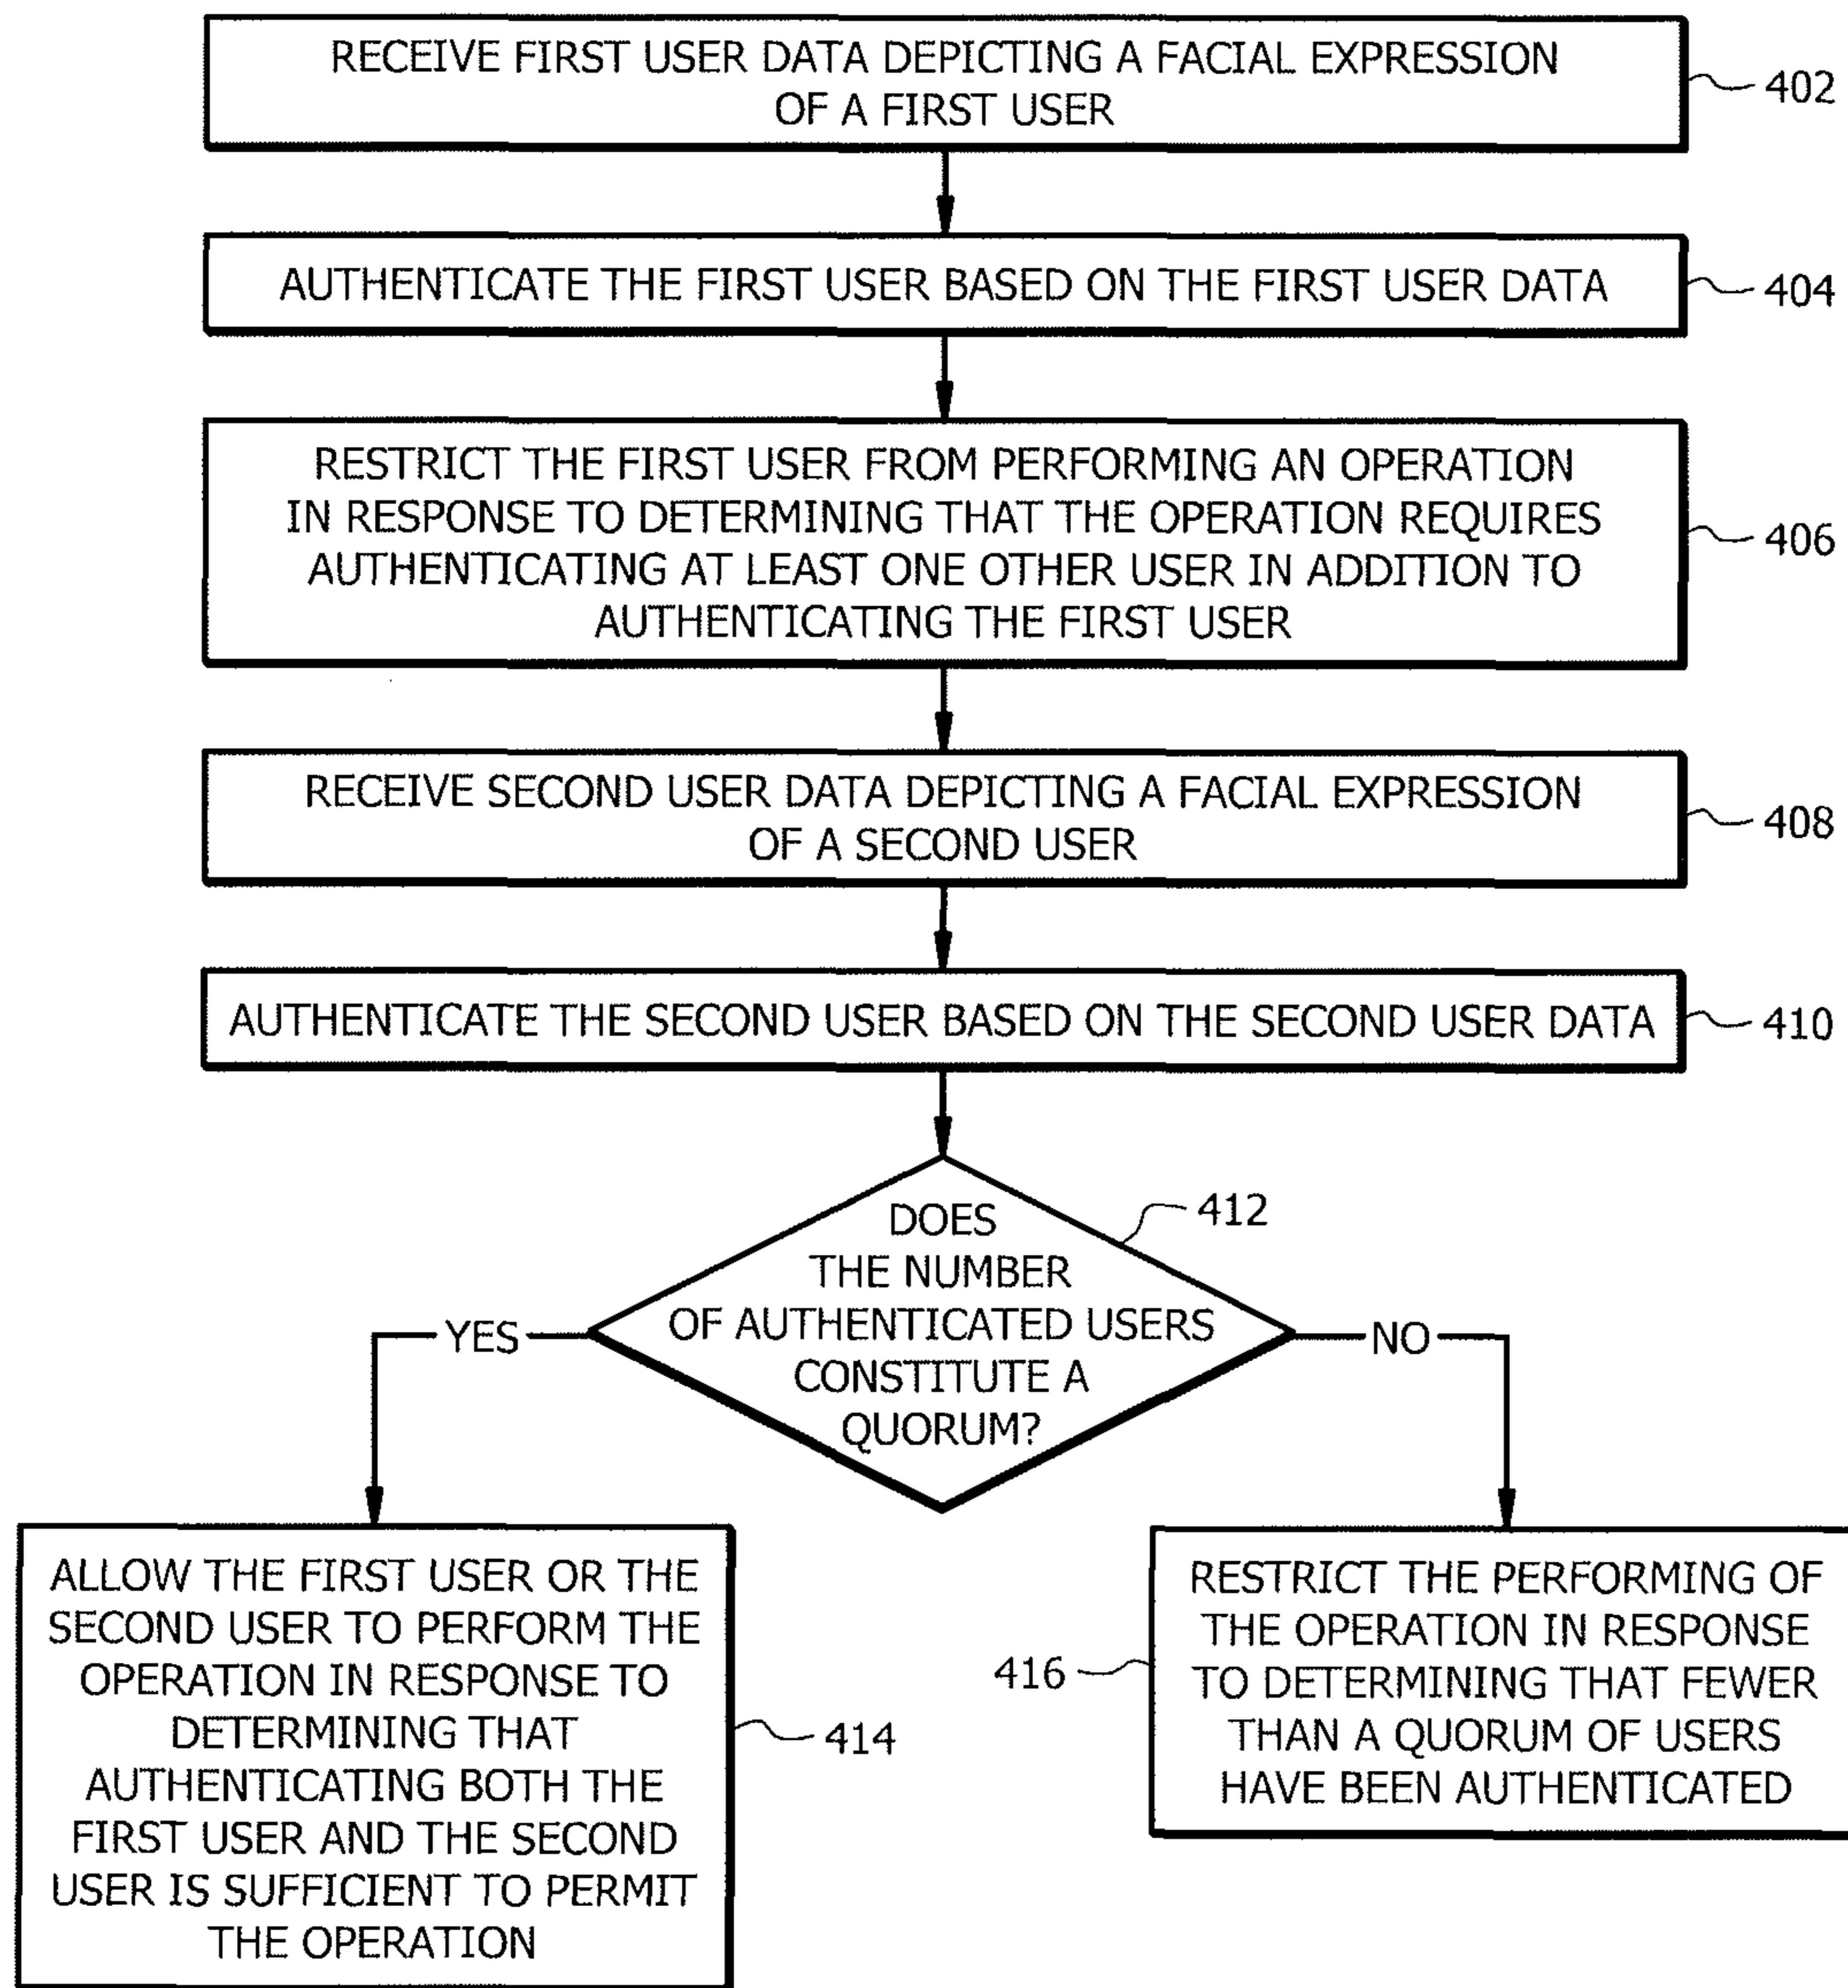 RECEIVE FIRST USER DATA DEPICTING A FACIAL EXPRESSION
OF A FIRST USER
402
AUTHENTICATE THE FIRST USER BASED ON THE FIRST USER DATA
404
RESTRICT THE FIRST USER FROM PERFORMING AN OPERATION
IN RESPONSE TO DETERMINING THAT THE OPERATION REQUIRES
AUTHENTICATING AT LEAST ONE OTHER USER IN ADDITION TO
AUTHENTICATING THE FIRST USER
406
RECEIVE SECOND USER DATA DEPICTING A FACIAL EXPRESSION
OF A SECOND USER
408
AUTHENTICATE THE SECOND USER BASED ON THE SECOND USER DATA
410
DOES
THE NUMBER
OF AUTHENTICATED USERS
CONSTITUTE A
QUORUM?
412
YES
NO
ALLOW THE FIRST USER OR THE
SECOND USER TO PERFORM THE
OPERATION IN RESPONSE TO
DETERMINING THAT
AUTHENTICATING BOTH THE
FIRST USER AND THE SECOND
USER IS SUFFICIENT TO PERMIT
THE OPERATION
414
RESTRICT THE PERFORMING OF
THE OPERATION IN RESPONSE
TO DETERMINING THAT FEWER
THAN A QUORUM OF USERS
HAVE BEEN AUTHENTICATED
416